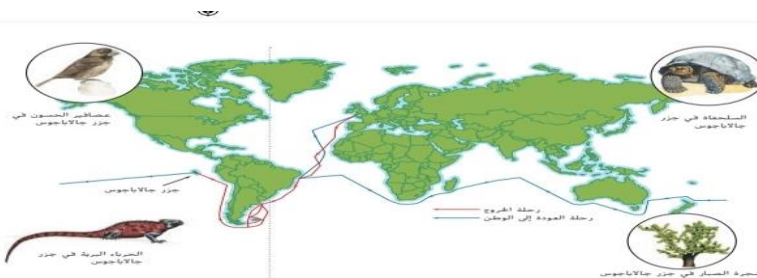 عصافير الحسون في
جزر جالاباجوس
السلحفاة في جزر
جالاباجوس
جزر جالاباجوس
رحلة الخروج
رحلة العودة إلى الوطن
الحرباء البرية في جزر
جالاباجوس
شجرة الصبار في جزر جالاباجوس